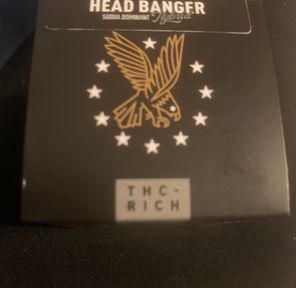 HEAD BANGER
SATIVA DOMINANT Hybrid
THC-
RICH